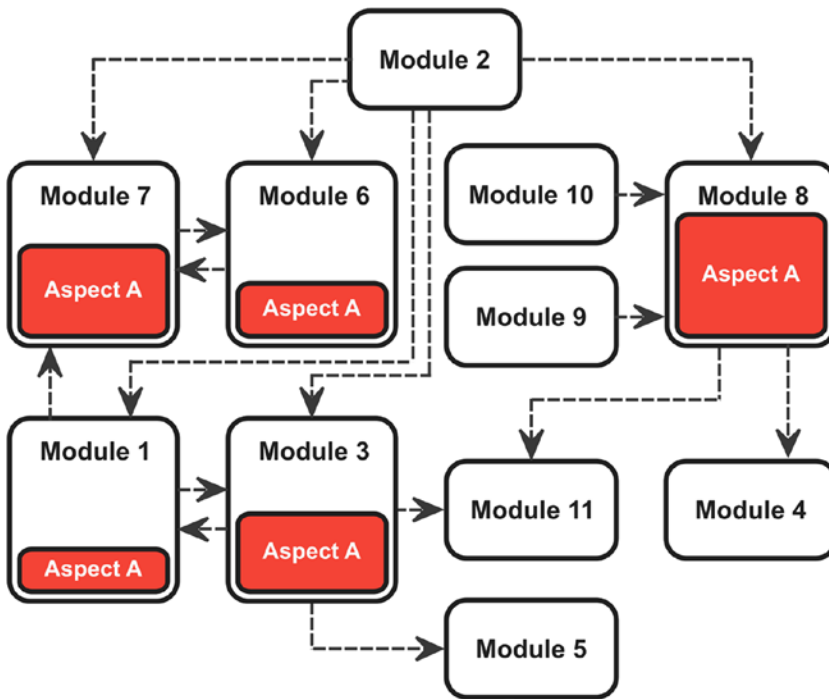 Module 2
Module 7
Module 6
Module 10
Module 8
Aspect A
Aspect A
Aspect A
Module 9
Module 1
Module 3
Module 11
Module 4
Aspect A
Aspect A
Module 5